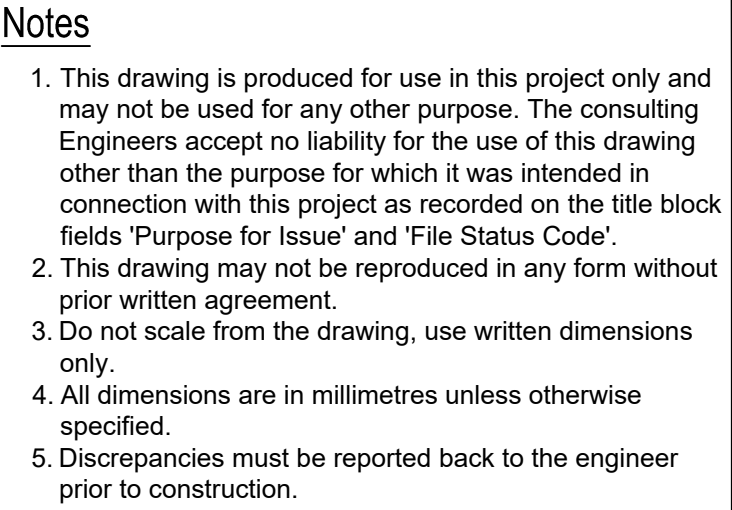 Notes
1. This drawing is produced for use in this project only and
may not be used for any other purpose. The consulting
Engineers accept no liability for the use of this drawing
other than the purpose for which it was intended in
connection with this project as recorded on the title block
fields 'Purpose for Issue' and 'File Status Code'.
2. This drawing may not be reproduced in any form without
prior written agreement.
3. Do not scale from the drawing, use written dimensions
only.
4. All dimensions are in millimetres unless otherwise
specified.
5. Discrepancies must be reported back to the engineer
prior to construction.